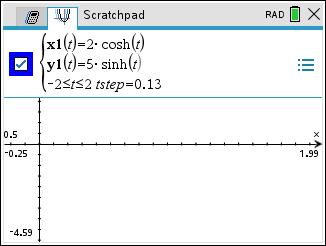 Scratchpad RAD
x1(t)=2· cosh(t)
y1(t)=5· sinh(t)
-2≤t≤2 tstep=0.13
0.5 x
-0.25 1.99
-4.59